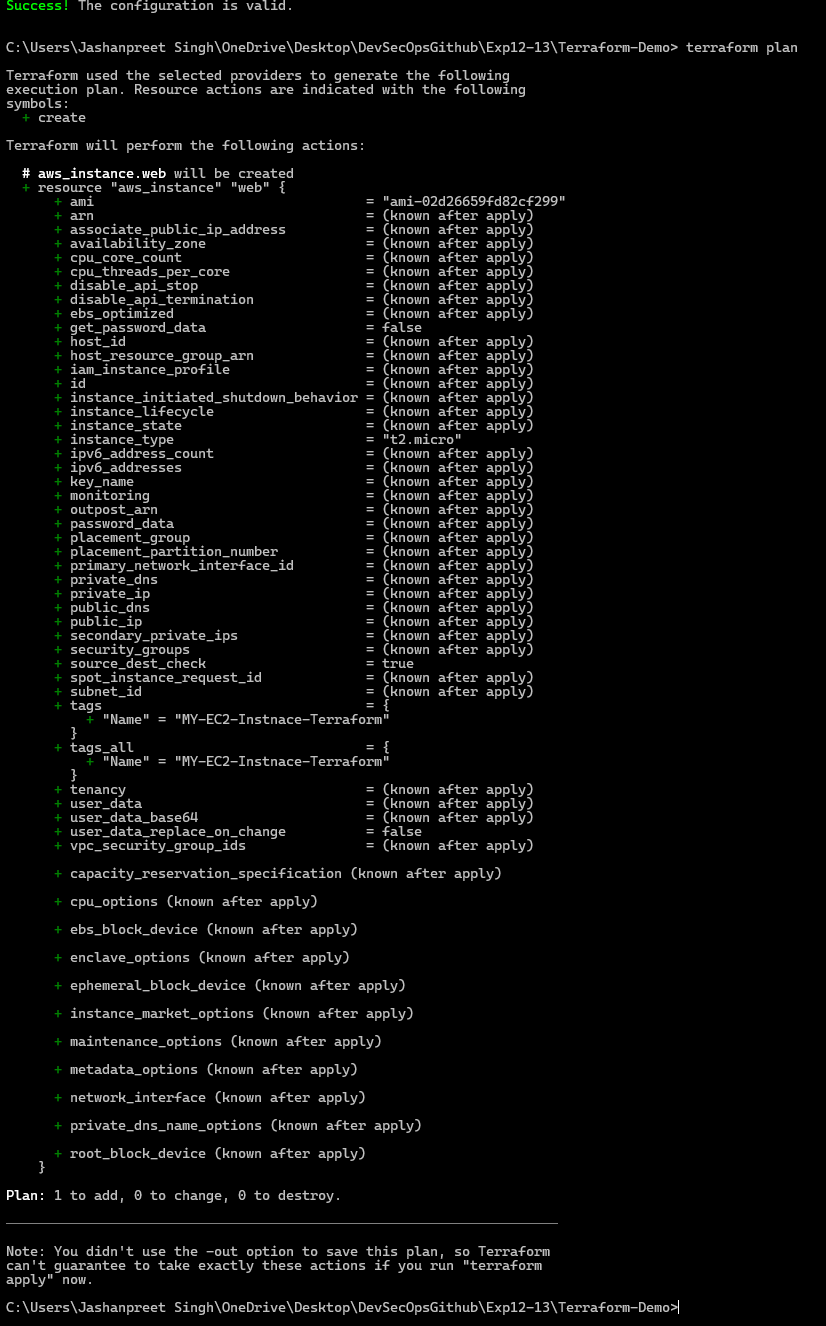 Success! The configuration is valid.
C:\Users\Jashanpreet Singh\OneDrive\Desktop\DevSecOpsGithub\Exp12-13\Terraform-Demo> terraform plan
Terraform used the selected providers to generate the following
execution plan. Resource actions are indicated with the following
symbols:
  + create
Terraform will perform the following actions:
  # aws_instance.web will be created
  + resource "aws_instance" "web" {
      + ami                                  = "ami-02d26659fd82cf299"
      + arn                                  = (known after apply)
      + associate_public_ip_address          = (known after apply)
      + availability_zone                    = (known after apply)
      + cpu_core_count                       = (known after apply)
      + cpu_threads_per_core                 = (known after apply)
      + disable_api_stop                     = (known after apply)
      + disable_api_termination              = (known after apply)
      + ebs_optimized                        = (known after apply)
      + get_password_data                    = false
      + host_id                              = (known after apply)
      + host_resource_group_arn              = (known after apply)
      + iam_instance_profile                 = (known after apply)
      + id                                   = (known after apply)
      + instance_initiated_shutdown_behavior = (known after apply)
      + instance_lifecycle                   = (known after apply)
      + instance_state                       = (known after apply)
      + instance_type                        = "t2.micro"
      + ipv6_address_count                   = (known after apply)
      + ipv6_addresses                       = (known after apply)
      + key_name                             = (known after apply)
      + monitoring                           = (known after apply)
      + outpost_arn                          = (known after apply)
      + password_data                        = (known after apply)
      + placement_group                      = (known after apply)
      + placement_partition_number           = (known after apply)
      + primary_network_interface_id         = (known after apply)
      + private_dns                          = (known after apply)
      + private_ip                           = (known after apply)
      + public_dns                           = (known after apply)
      + public_ip                            = (known after apply)
      + secondary_private_ips                = (known after apply)
      + security_groups                      = (known after apply)
      + source_dest_check                    = true
      + spot_instance_request_id             = (known after apply)
      + subnet_id                            = (known after apply)
      + tags                                 = {
          + "Name" = "MY-EC2-Instnace-Terraform"
        }
      + tags_all                             = {
          + "Name" = "MY-EC2-Instnace-Terraform"
        }
      + tenancy                              = (known after apply)
      + user_data                            = (known after apply)
      + user_data_base64                     = (known after apply)
      + user_data_replace_on_change          = false
      + vpc_security_group_ids               = (known after apply)
      + capacity_reservation_specification (known after apply)
      + cpu_options (known after apply)
      + ebs_block_device (known after apply)
      + enclave_options (known after apply)
      + ephemeral_block_device (known after apply)
      + instance_market_options (known after apply)
      + maintenance_options (known after apply)
      + metadata_options (known after apply)
      + network_interface (known after apply)
      + private_dns_name_options (known after apply)
      + root_block_device (known after apply)
    }
Plan: 1 to add, 0 to change, 0 to destroy.
Note: You didn't use the -out option to save this plan, so Terraform
can't guarantee to take exactly these actions if you run "terraform
apply" now.
C:\Users\Jashanpreet Singh\OneDrive\Desktop\DevSecOpsGithub\Exp12-13\Terraform-Demo>